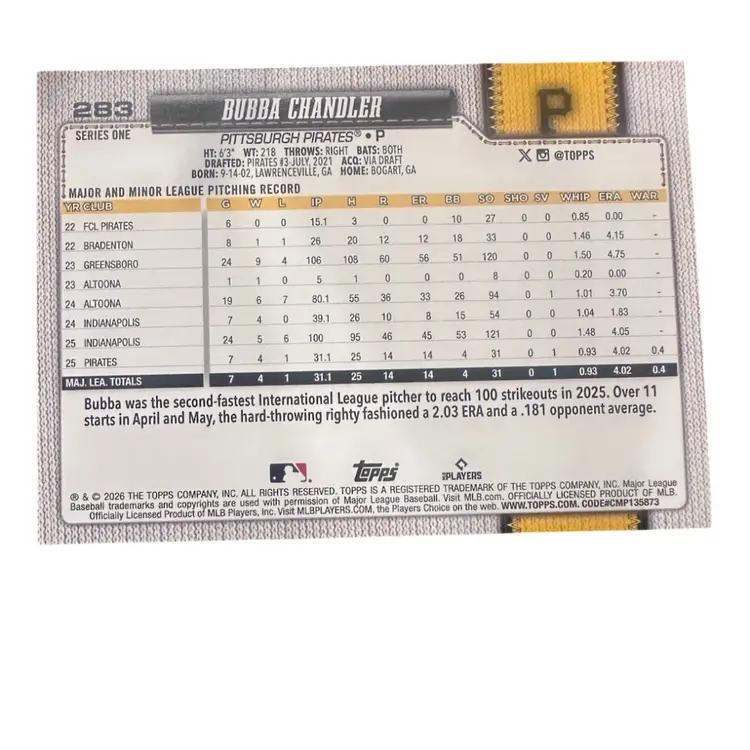 283
BUBBA CHANDLER
P
SERIES ONE
PITTSBURGH PIRATES® • P
HT: 6'3" WT: 218 THROWS: RIGHT BATS: BOTH
DRAFTED: PIRATES #3-JULY, 2021 ACQ: VIA DRAFT
BORN: 9-14-02, LAWRENCEVILLE, GA HOME: BOGART, GA
X @TOPPS
MAJOR AND MINOR LEAGUE PITCHING RECORD
YR CLUB G W L IP H R ER BB SO SHO SV WHIP ERA WAR
22 FCL PIRATES 6 0 0 15.1 3 0 0 10 27 0 0 0.85 0.00 -
22 BRADENTON 8 1 1 26 20 12 12 18 33 0 0 1.46 4.15 -
23 GREENSBORO 24 9 4 106 108 60 56 51 120 0 0 1.50 4.75 -
23 ALTOONA 1 1 0 5 1 0 0 0 8 0 0 0.20 0.00 -
24 ALTOONA 19 6 7 80.1 55 36 33 26 94 0 1 1.01 3.70 -
24 INDIANAPOLIS 7 4 0 39.1 26 10 8 15 54 0 0 1.04 1.83 -
25 INDIANAPOLIS 24 5 6 100 95 46 45 53 121 0 0 1.48 4.05 -
25 PIRATES 7 4 1 31.1 25 14 14 4 31 0 1 0.93 4.02 0.4
MAJ. LEA. TOTALS 7 4 1 31.1 25 14 14 4 31 0 1 0.93 4.02 0.4
Bubba was the second-fastest International League pitcher to reach 100 strikeouts in 2025. Over 11
starts in April and May, the hard-throwing righty fashioned a 2.03 ERA and a .181 opponent average.
topps
PLAYERS
® & © 2026 THE TOPPS COMPANY, INC. ALL RIGHTS RESERVED. TOPPS IS A REGISTERED TRADEMARK OF THE TOPPS COMPANY, INC. Major League
Baseball trademarks and copyrights are used with permission of Major League Baseball. Visit MLB.com. OFFICIALLY LICENSED PRODUCT OF MLB.
Officially Licensed Product of MLB Players, Inc. Visit MLBPLAYERS.COM, the Players Choice on the web. WWW.TOPPS.COM. CODE#CMP135873